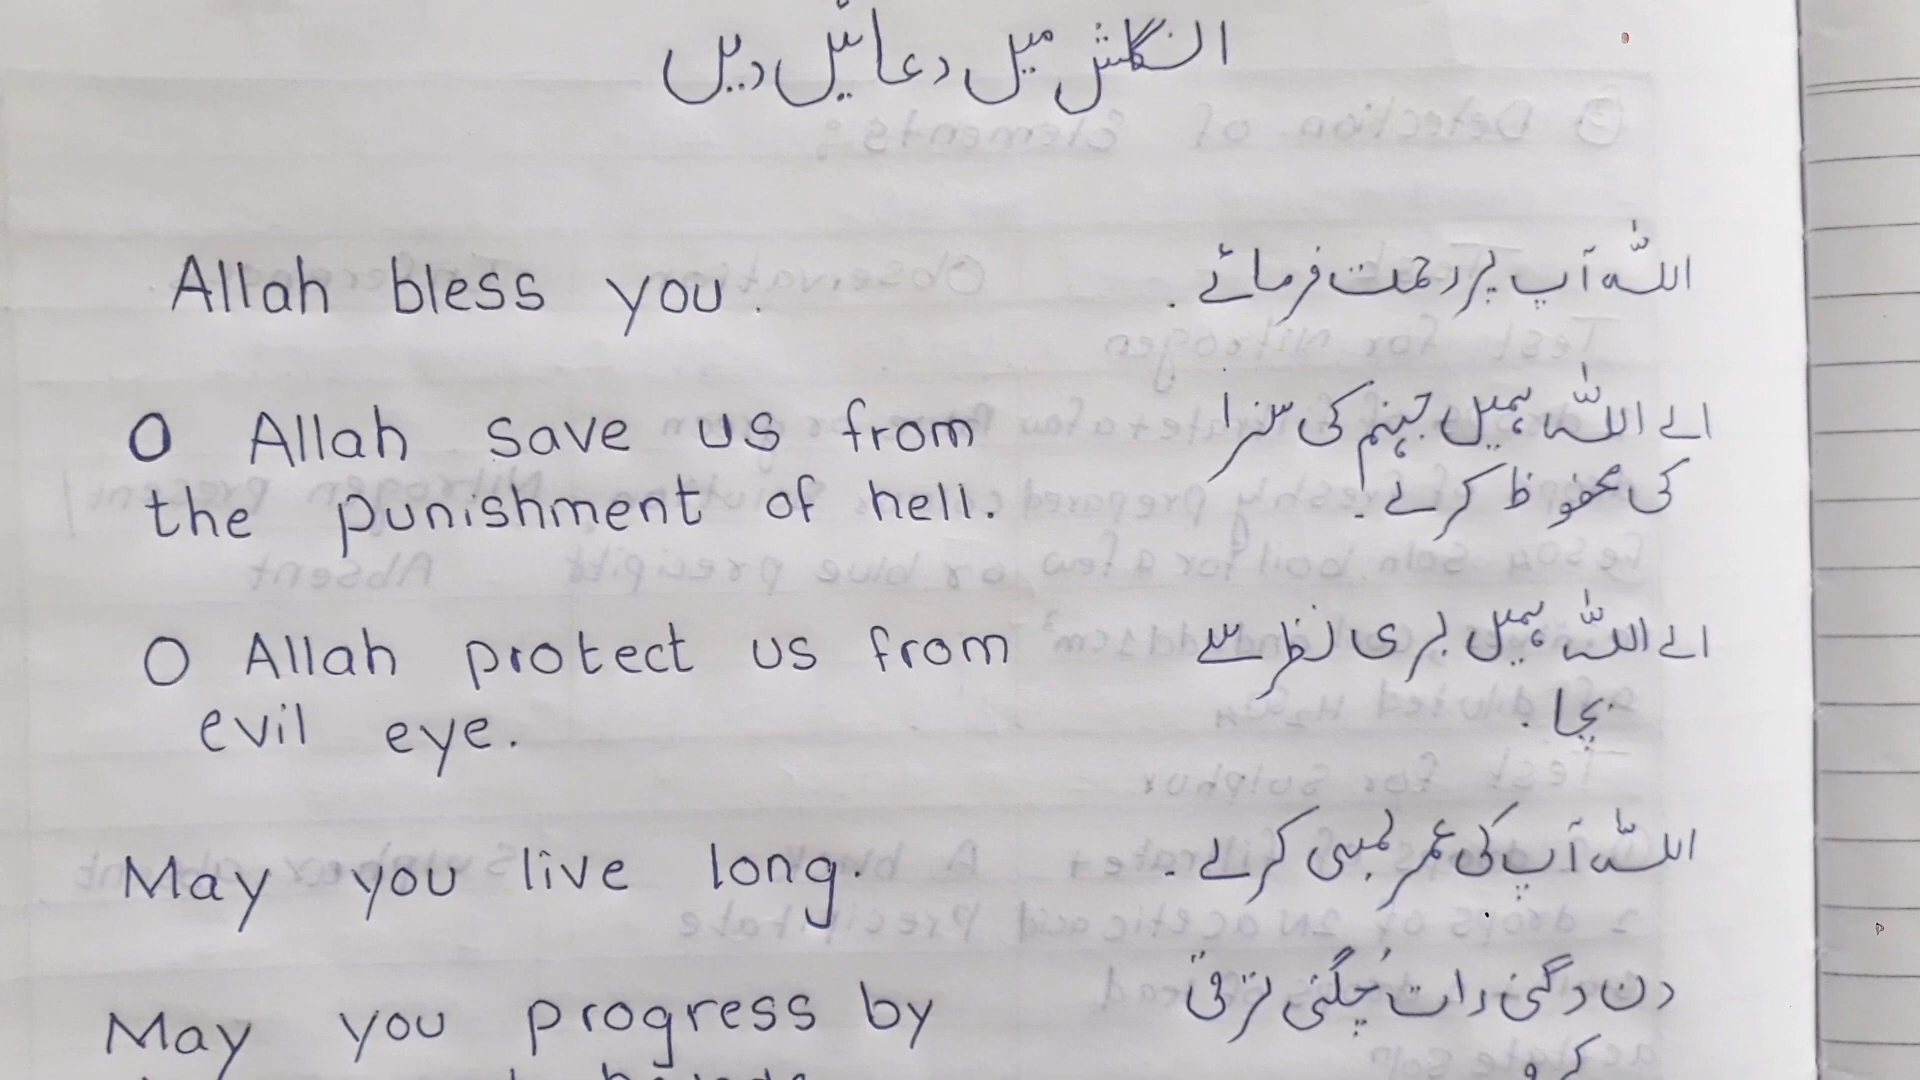 انگلش میں دعائیں دیں
Allah bless you.
اللہ آپ پر رحمت فرمائے.
O Allah save us from
اے اللہ ہمیں جہنم کی سزا
the punishment of hell.
کی محفوظ کرلے.
O Allah protect us from
اے اللہ ہمیں بری نظر سے
evil eye.
بچا.
May you live long.
اللہ آپ کی عمر لمبی کرے.
May you progress by
دن دگنی رات چگنی ترقی
کرو